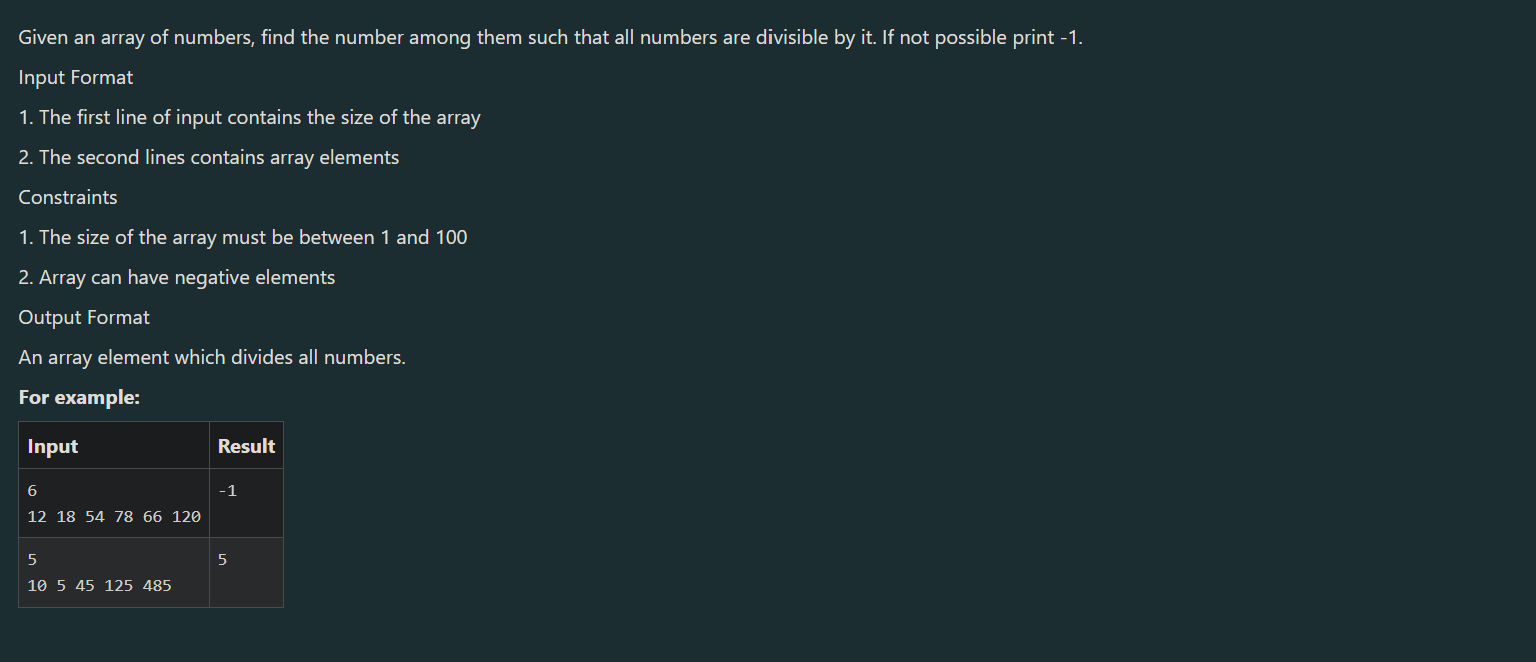 Given an array of numbers, find the number among them such that all numbers are divisible by it. If not possible print -1.
Input Format
1. The first line of input contains the size of the array
2. The second lines contains array elements
Constraints
1. The size of the array must be between 1 and 100
2. Array can have negative elements
Output Format
An array element which divides all numbers.
For example:
Input Result
6 -1
12 18 54 78 66 120
5 5
10 5 45 125 485